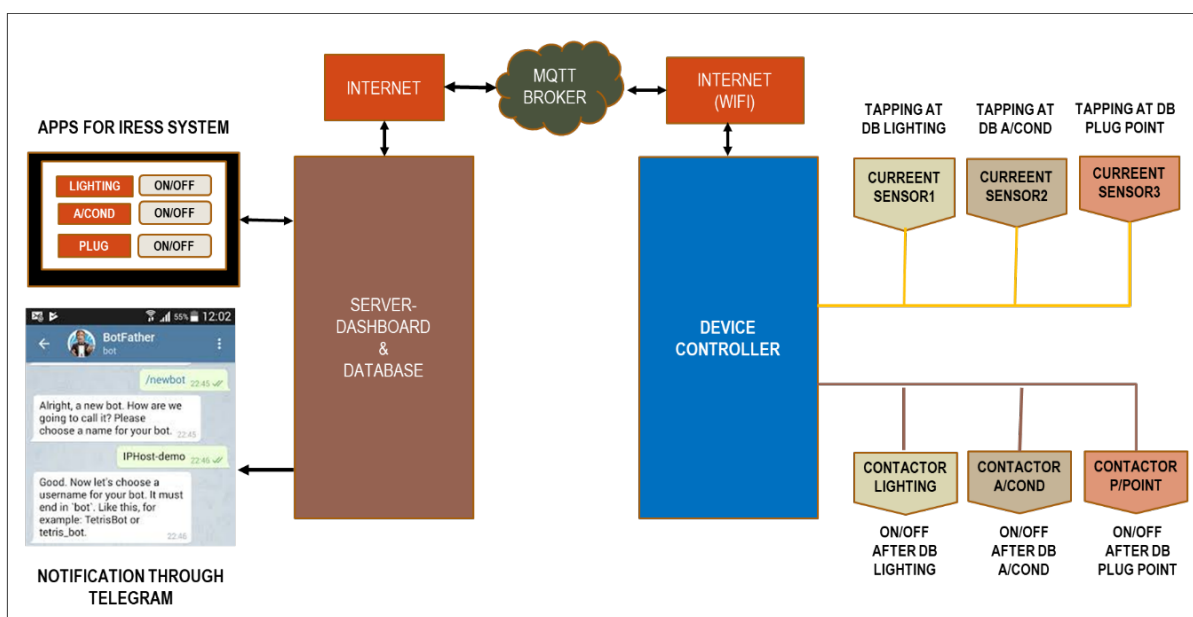 INTERNET
MQTT
BROKER
INTERNET
(WIFI)
APPS FOR IRESS SYSTEM
LIGHTING
ON/OFF
A/COND
ON/OFF
PLUG
ON/OFF
TAPPING AT
DB LIGHTING
TAPPING AT
DB A/COND
TAPPING AT DB
PLUG POINT
CURREENT
SENSOR1
CURREENT
SENSOR2
CURREENT
SENSOR3
SERVER-
DASHBOARD
&
DATABASE
DEVICE
CONTROLLER
55% 12:02
BotFather
bot
/newbot 22:45
Alright, a new bot. How are we
going to call it? Please
choose a name for your bot. 22:45
IPHost-demo 22:46
Good. Now let's choose a
username for your bot. It must
end in `bot`. Like this, for
example: TetrisBot or
tetris_bot. 22:46
NOTIFICATION THROUGH
TELEGRAM
CONTACTOR
LIGHTING
CONTACTOR
A/COND
CONTACTOR
P/POINT
ON/OFF
AFTER DB
LIGHTING
ON/OFF
AFTER DB
A/COND
ON/OFF
AFTER DB
PLUG POINT